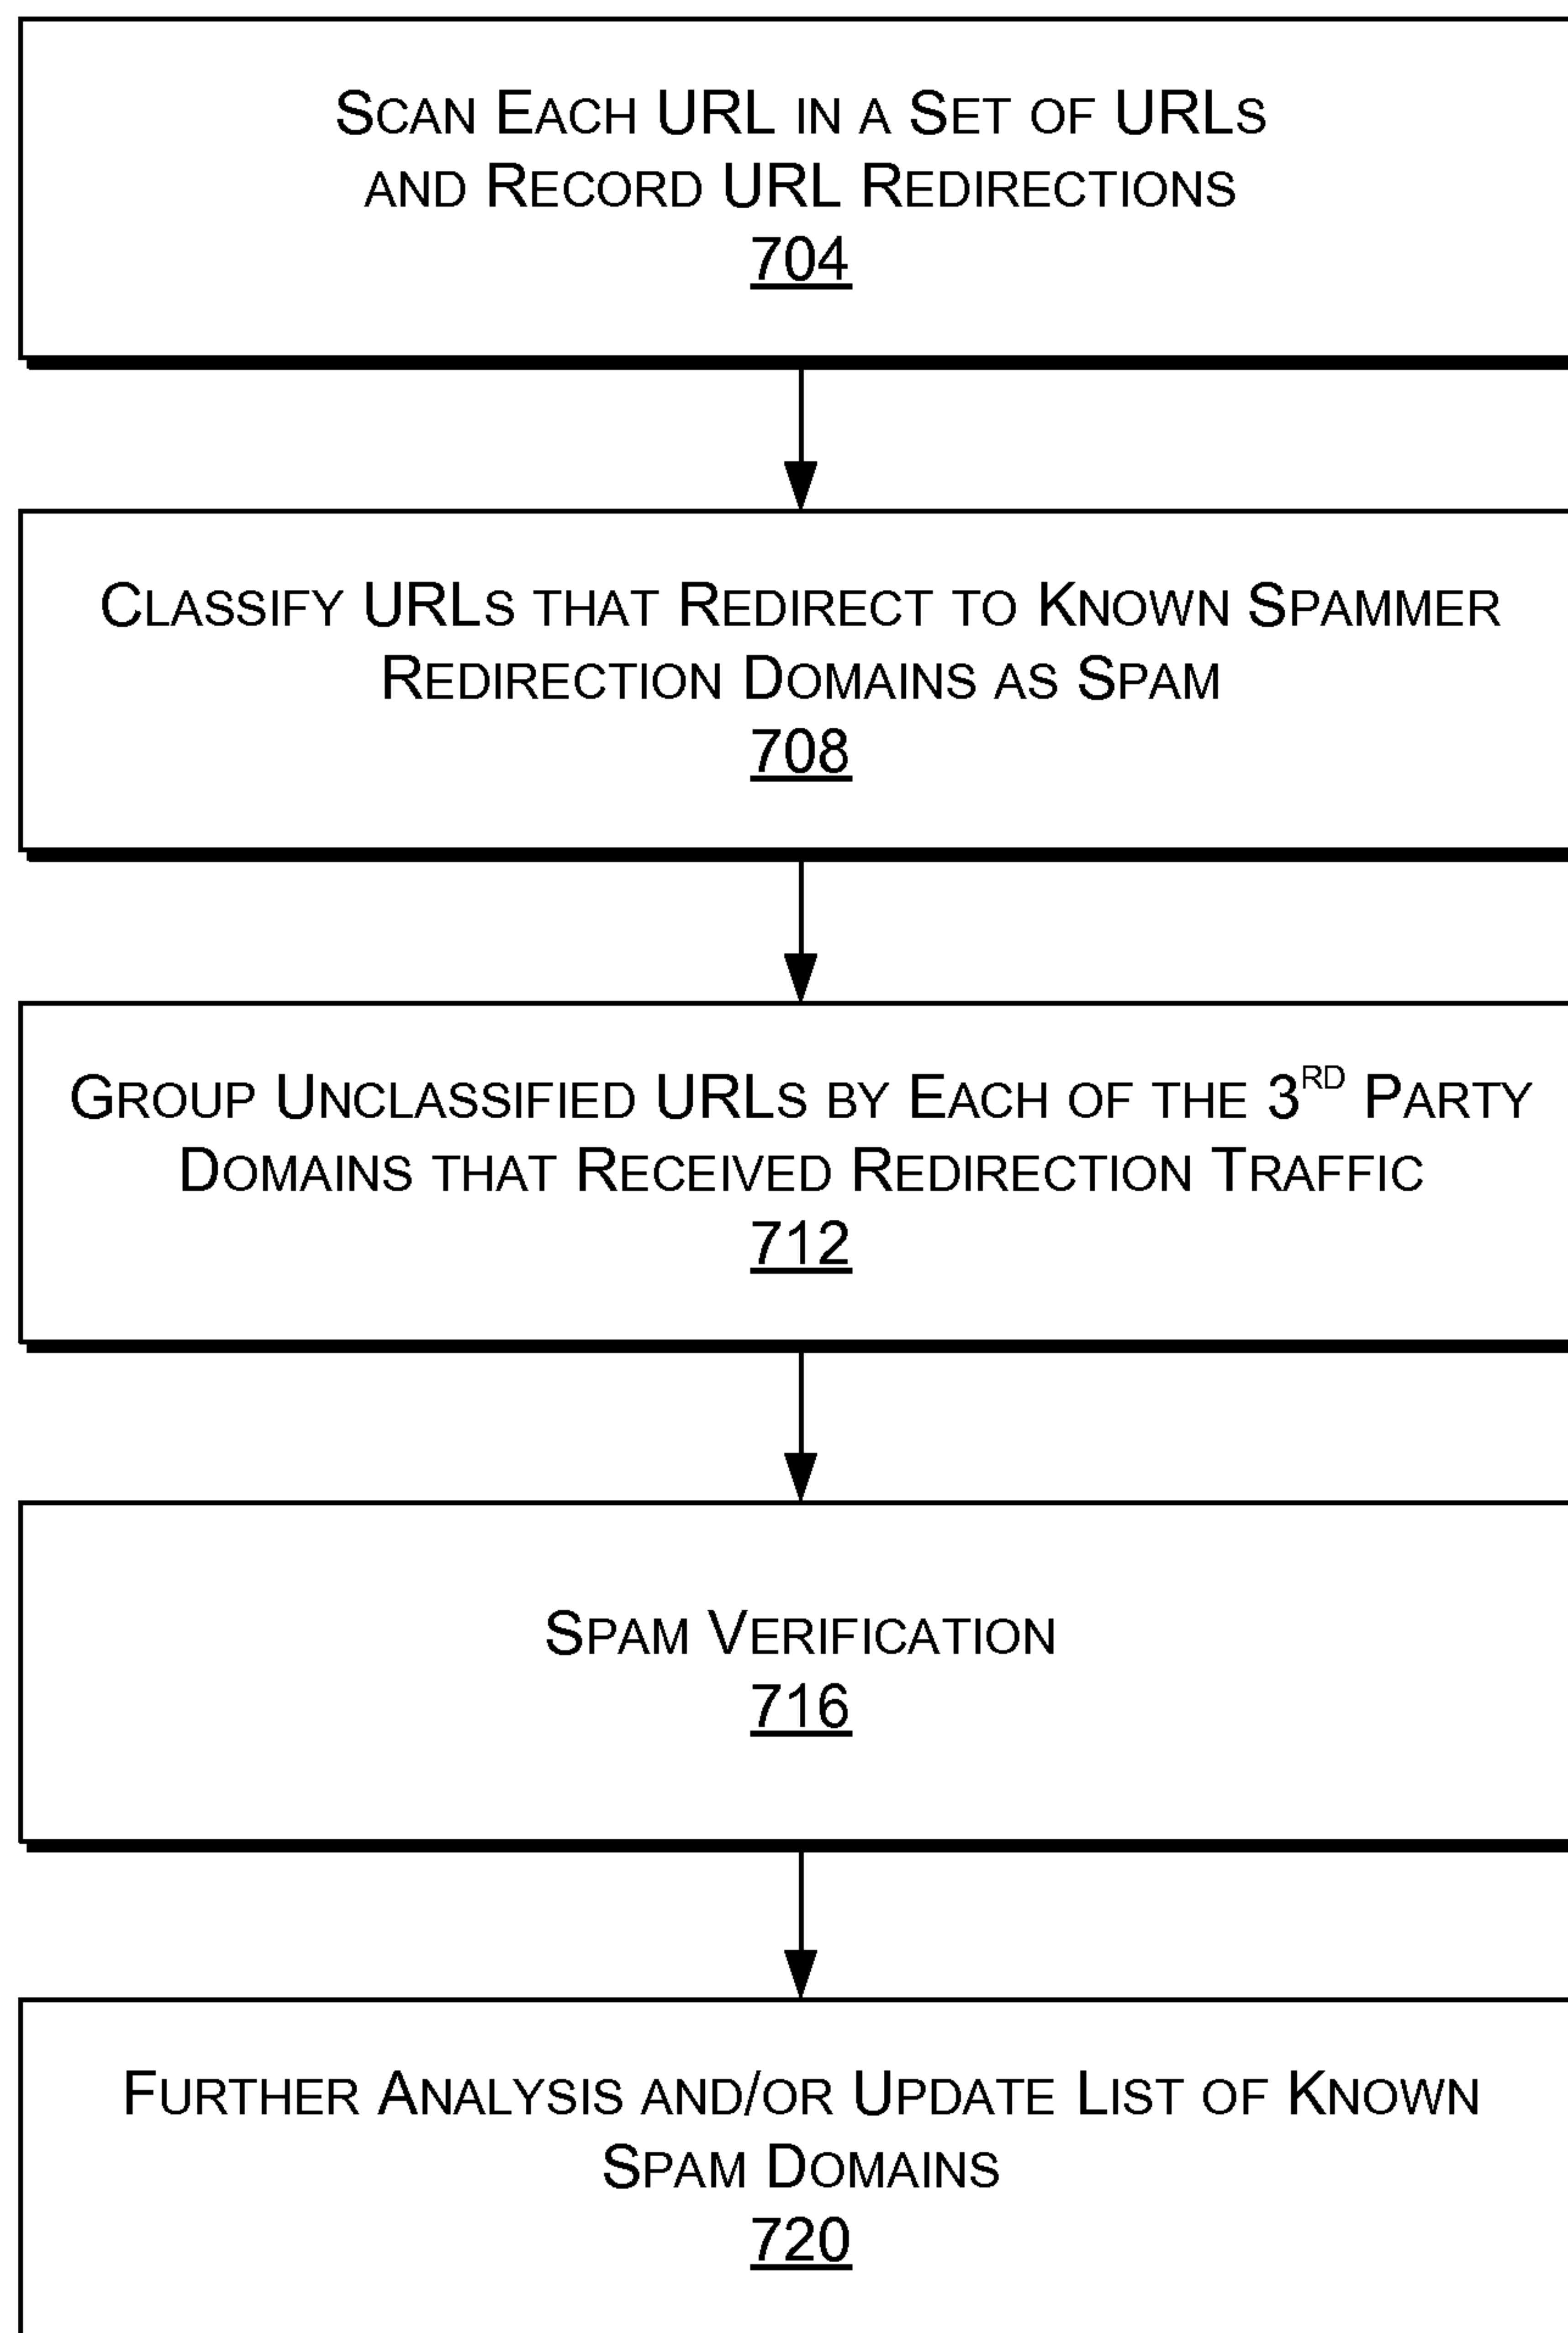 SCAN EACH URL IN A SET OF URLS
AND RECORD URL REDIRECTIONS
704
CLASSIFY URLS THAT REDIRECT TO KNOWN SPAMMER
REDIRECTION DOMAINS AS SPAM
708
GROUP UNCLASSIFIED URLS BY EACH OF THE 3RD PARTY
DOMAINS THAT RECEIVED REDIRECTION TRAFFIC
712
SPAM VERIFICATION
716
FURTHER ANALYSIS AND/OR UPDATE LIST OF KNOWN
SPAM DOMAINS
720